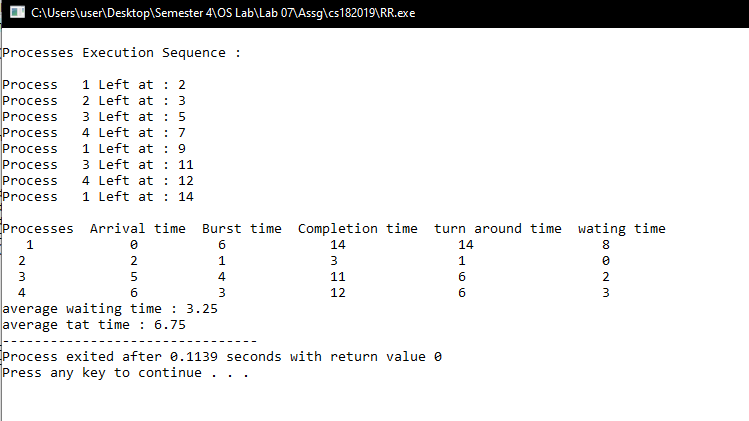 C:\Users\user\Desktop\Semester 4\OS Lab\Lab 07\Assg\cs182019\RR.exe
Processes Execution Sequence :
Process   1 Left at : 2
Process   2 Left at : 3
Process   3 Left at : 5
Process   4 Left at : 7
Process   1 Left at : 9
Process   3 Left at : 11
Process   4 Left at : 12
Process   1 Left at : 14
Processes  Arrival time  Burst time  Completion time  turn around time  wating time
   1            0          6             14              14               8
  2             2          1             3               1                0
  3             5          4             11              6                2
  4             6          3             12              6                3
average waiting time : 3.25
average tat time : 6.75
--------------------------------
Process exited after 0.1139 seconds with return value 0
Press any key to continue . . .